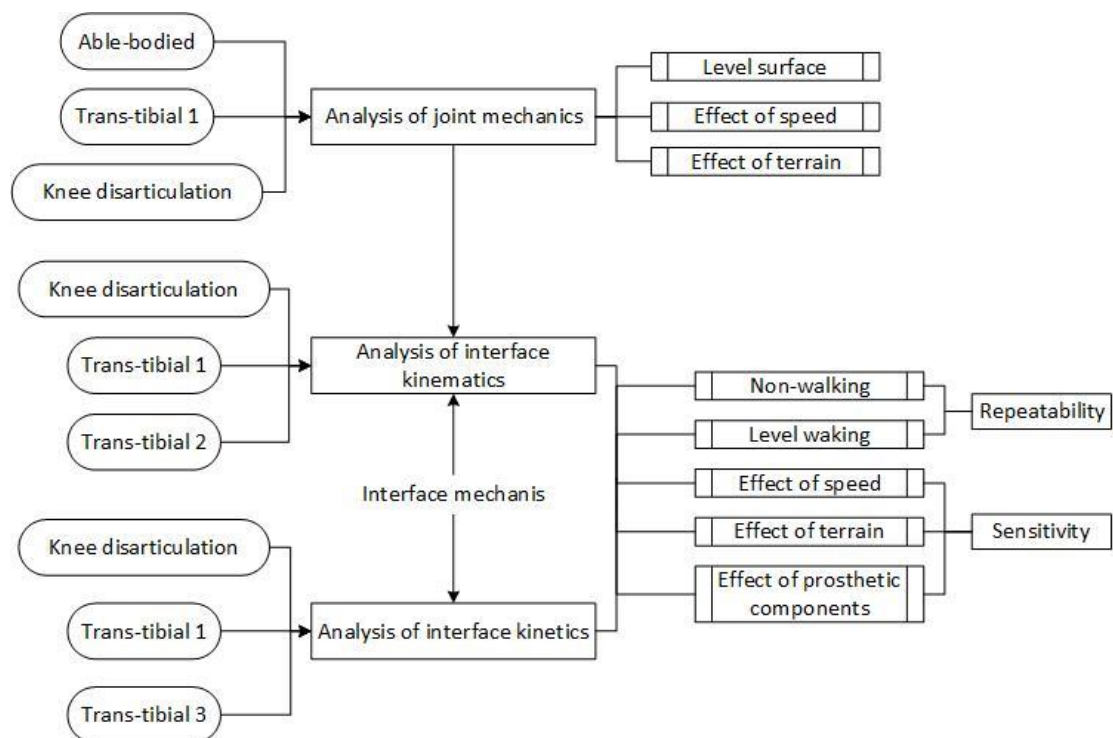 Able-bodied
Trans-tibial 1
Knee disarticulation
Analysis of joint mechanics
Level surface
Effect of speed
Effect of terrain
Knee disarticulation
Trans-tibial 1
Trans-tibial 2
Analysis of interface
kinematics
Interface mechanis
Knee disarticulation
Trans-tibial 1
Trans-tibial 3
Analysis of interface kinetics
Non-walking
Level waking
Effect of speed
Effect of terrain
Effect of prosthetic
components
Repeatability
Sensitivity